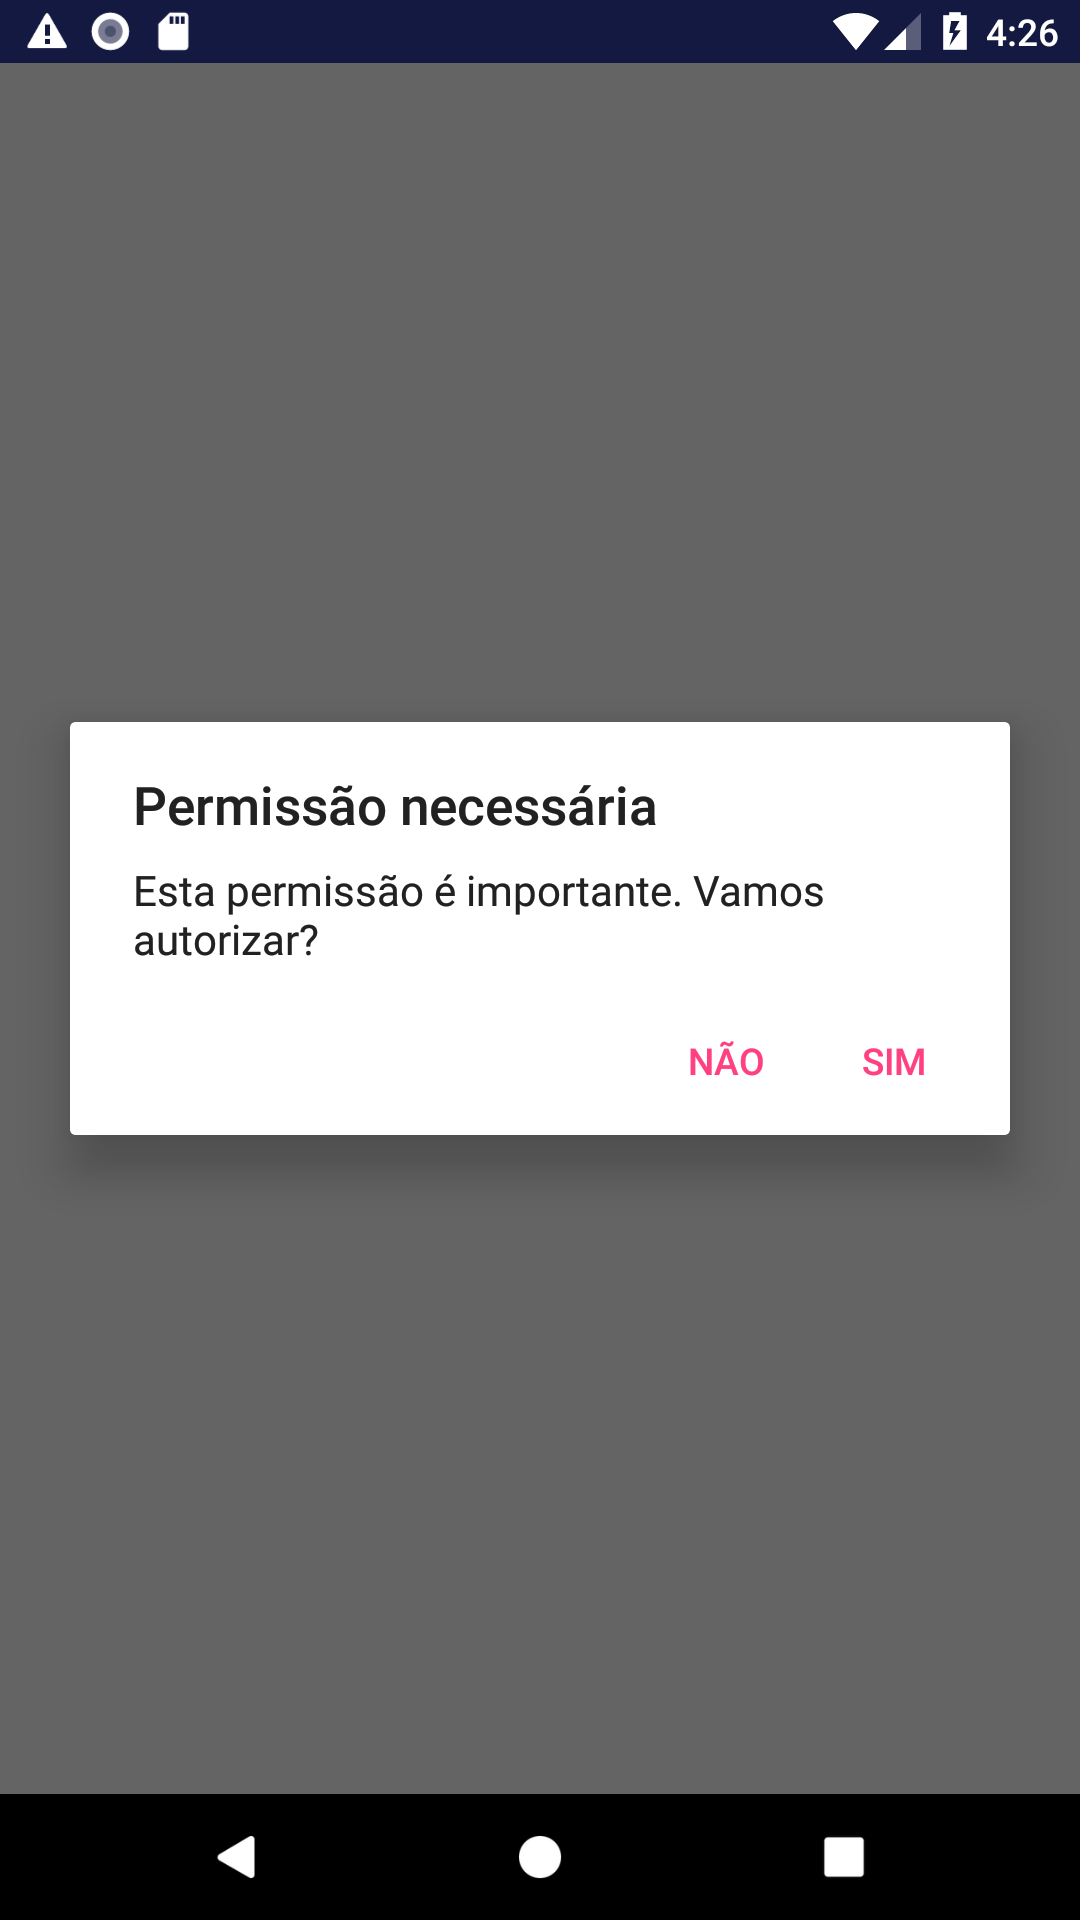 4:26
Permissão necessária
Esta permissão é importante. Vamos
autorizar?
NÃO SIM